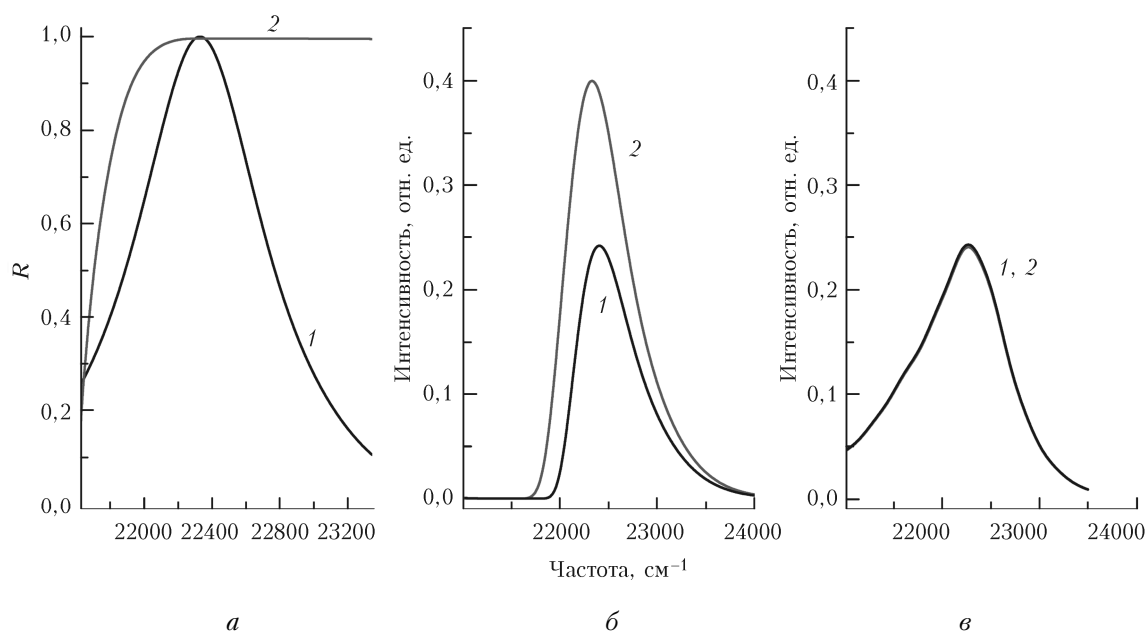 1,0
0,8
0,6
0,4
0,2
0,0
R
2
1
22000 22400 22800 23200
а
Интенсивность, отн. ед.
0,4
0,3
0,2
0,1
0,0
2
1
22000 23000 24000
Частота, см⁻¹
б
Интенсивность, отн. ед.
0,4
0,3
0,2
0,1
0,0
1, 2
22000 23000 24000
в